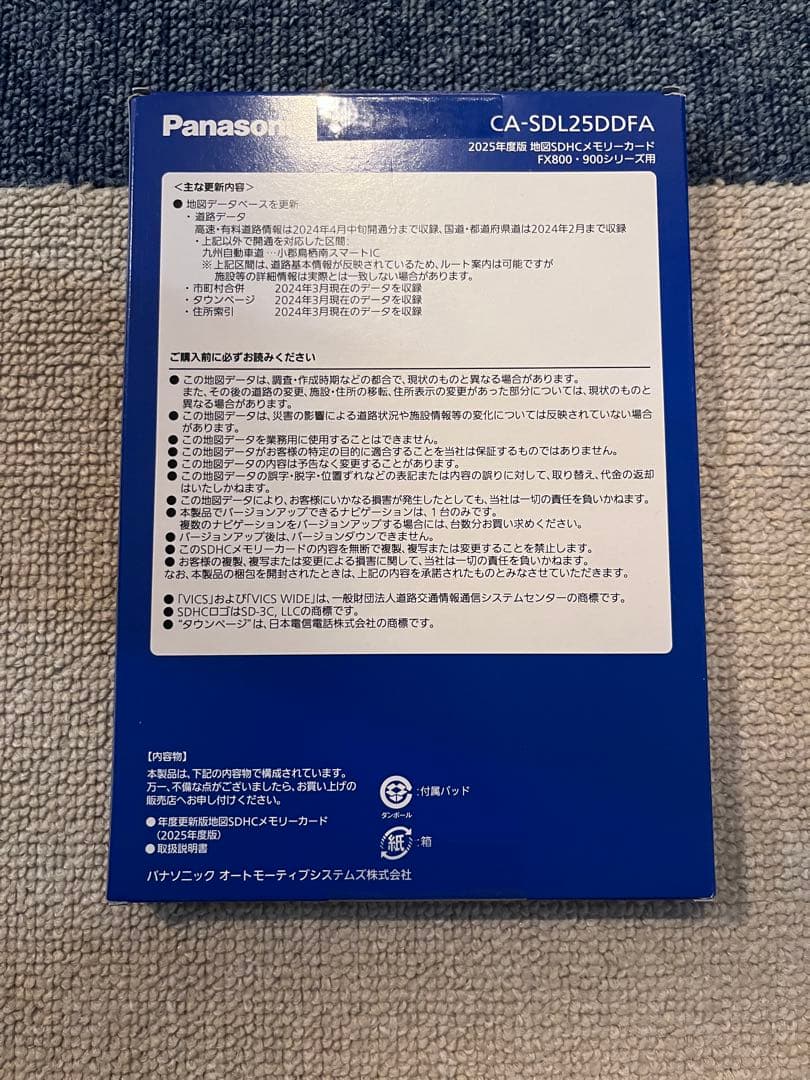 Panason
CA-SDL25DDFA
2025年度版 地図SDHCメモリーカード
FX800・900シリーズ用
＜主な更新内容＞
● 地図データベースを更新
・道路データ
高速・有料道路情報は2024年4月中旬開通分まで収録、国道・都道府県道は2024年2月まで収録
・上記以外で開通を対応した区間：
九州自動車道 …小郡鳥栖南スマートIC
※上記区間は、道路基本情報が反映されているため、ルート案内は可能ですが
施設等の詳細情報は実際とは一致しない場合があります。
・市町村合併 2024年3月現在のデータを収録
・タウンページ 2024年3月現在のデータを収録
・住所索引 2024年3月現在のデータを収録
ご購入前に必ずお読みください
● この地図データは、調査・作成時期などの都合で、現状のものと異なる場合があります。
また、その後の道路の変更、施設・住所の移転、住所表示の変更があった部分については、現状のものと
異なる場合があります。
● この地図データは、災害の影響による道路状況や施設情報等の変化については反映されていない場合
があります。
● この地図データを業務用に使用することはできません。
● この地図データがお客様の特定の目的に適合することを当社は保証するものではありません。
● この地図データの内容は予告なく変更することがあります。
● この地図データの誤字・脱字・位置ずれなどの表記または内容の誤りに対して、取り替え、代金の返却
はいたしかねます。
● この地図データにより、お客様にいかなる損害が発生したとしても、当社は一切の責任を負いかねます。
● 本製品でバージョンアップできるナビゲーションは、1台のみです。
複数のナビゲーションをバージョンアップする場合には、台数分お買い求めください。
● バージョンアップ後は、バージョンダウンできません。
● このSDHCメモリーカードの内容を無断で複製、複写または変更することを禁止します。
● お客様の複製、複写または変更による損害に関して、当社は一切の責任を負いかねます。
なお、本製品の梱包を開封されたときは、上記の内容を承諾されたものとみなさせていただきます。
● 「VICS」および「VICS WIDE」は、一般財団法人道路交通情報通信システムセンターの商標です。
● SDHCロゴはSD-3C, LLCの商標です。
● “タウンページ”は、日本電信電話株式会社の商標です。
【内容物】
本製品は、下記の内容物で構成されています。
万一、不備な点がございましたら、お買い上げの
販売店へお申し付けください。
● 年度更新版地図SDHCメモリーカード
（2025年度版）
● 取扱説明書
パナソニック オートモーティブシステムズ株式会社
：付属パッド
ダンボール
紙 ：箱